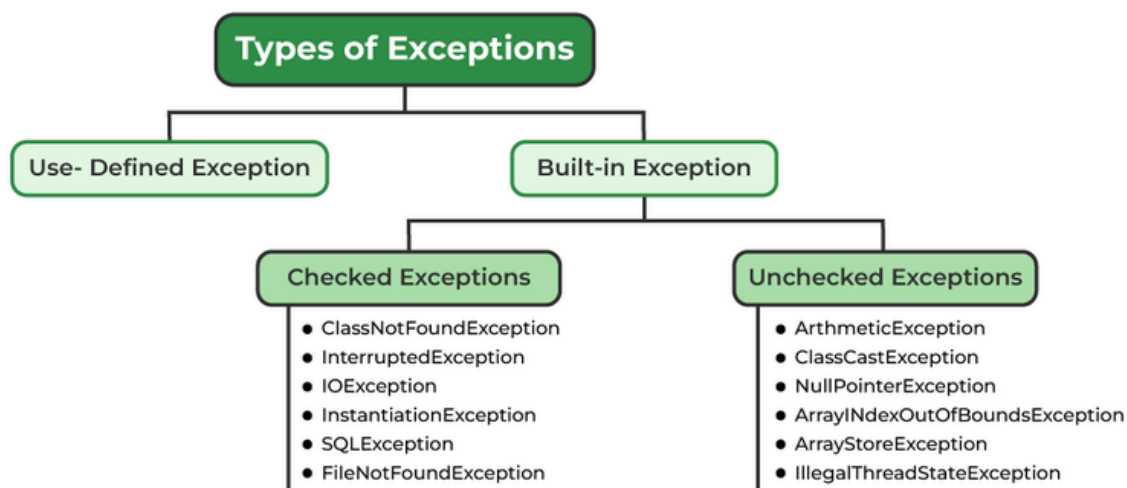 Types of Exceptions
Use- Defined Exception
Built-in Exception
Checked Exceptions
ClassNotFoundException
InterruptedException
IOException
InstantiationException
SQLException
FileNotFoundException
Unchecked Exceptions
ArthmeticException
ClassCastException
NullPointerException
ArrayINdexOutOfBoundsException
ArrayStoreException
IllegalThreadStateException